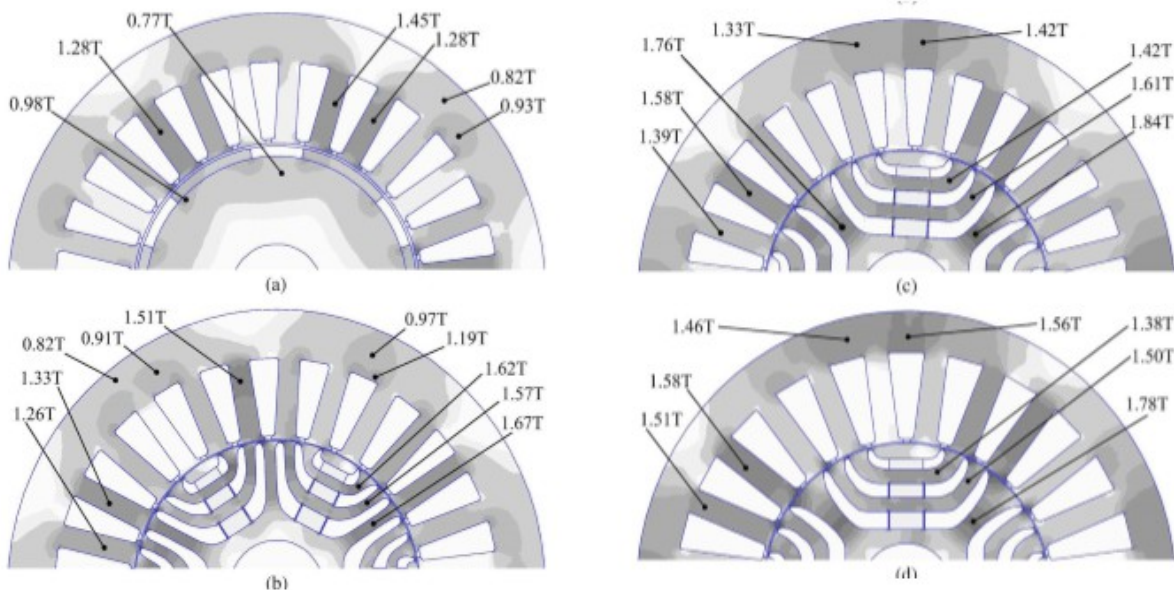 0.77T
1.45T
1.28T
1.28T
0.82T
0.93T
0.98T
(a)
1.33T
1.42T
1.76T
1.42T
1.58T
1.61T
1.39T
1.84T
(c)
1.51T
0.97T
0.91T
1.19T
0.82T
1.62T
1.33T
1.57T
1.26T
1.67T
(b)
1.46T
1.56T
1.38T
1.50T
1.58T
1.78T
1.51T
(d)